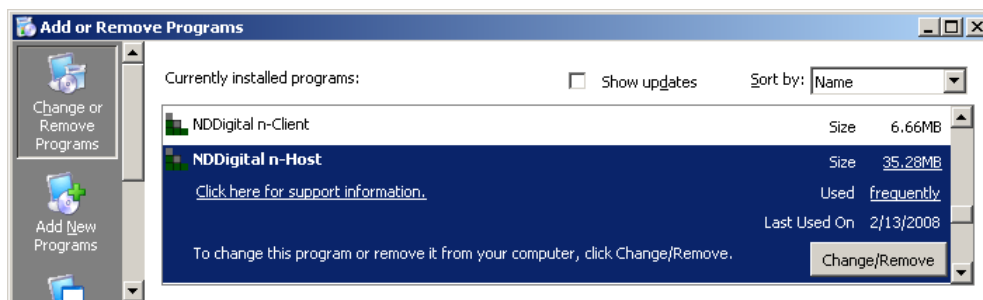 Add or Remove Programs
Change or
Remove
Programs
Add New
Programs
Currently installed programs:
Show updates
Sort by: Name
NDDigital n-Client Size 6.66MB
NDDigital n-Host Size 35.28MB
Click here for support information. Used frequently
Last Used On 2/13/2008
To change this program or remove it from your computer, click Change/Remove. Change/Remove